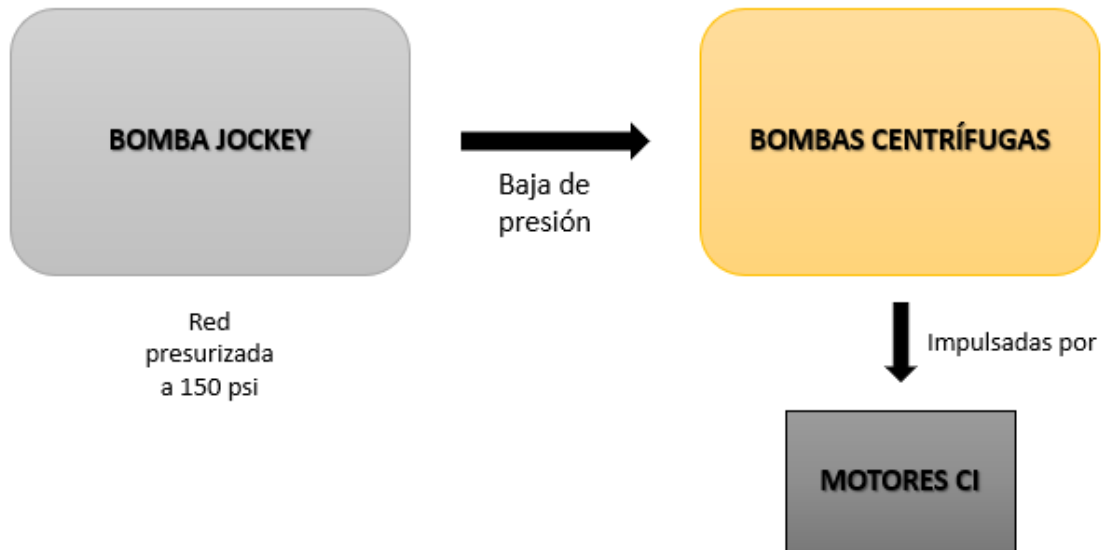 BOMBA JOCKEY
BOMBAS CENTRÍFUGAS
Baja de
presión
Red
presurizada
a 150 psi
Impulsadas por
MOTORES CI